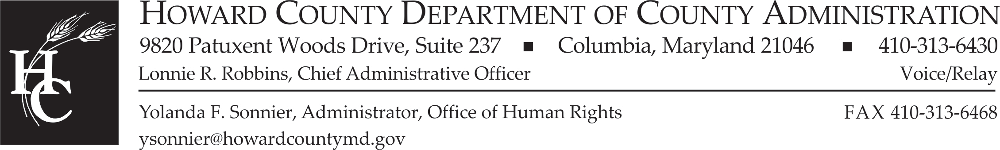 HC
HOWARD COUNTY DEPARTMENT OF COUNTY ADMINISTRATION
9820 Patuxent Woods Drive, Suite 237 ■ Columbia, Maryland 21046 ■ 410-313-6430
Lonnie R. Robbins, Chief Administrative Officer Voice/Relay
Yolanda F. Sonnier, Administrator, Office of Human Rights FAX 410-313-6468
ysonnier@howardcountymd.gov